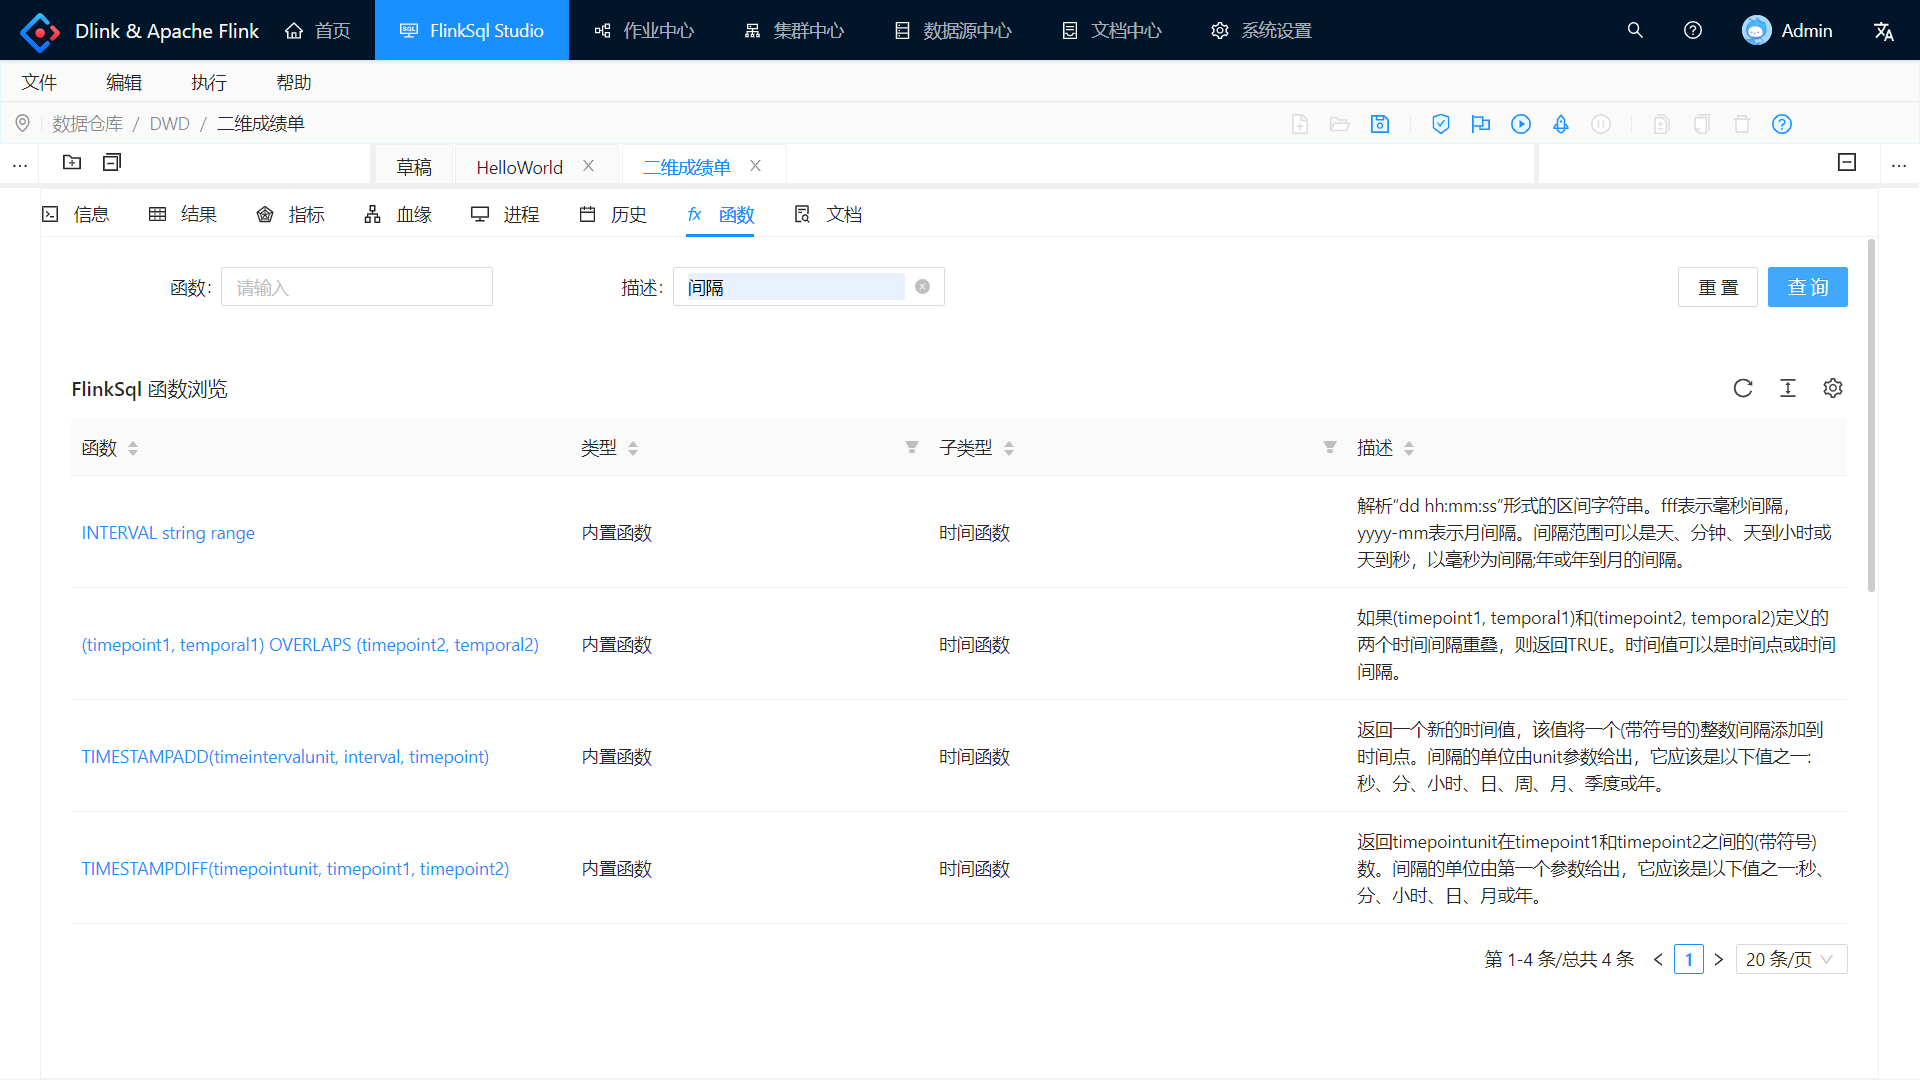 Dlink & Apache Flink 首页 FlinkSql Studio 作业中心 集群中心 数据源中心 文档中心 系统设置 Admin
文件 编辑 执行 帮助
数据仓库 / DWD / 二维成绩单
草稿 HelloWorld 二维成绩单
信息 结果 指标 血缘 进程 历史 fx 函数 文档
函数: 请输入 描述: 间隔 重 置 查 询
FlinkSql 函数浏览
函数 类型 子类型 描述
INTERVAL string range 内置函数 时间函数
解析“dd hh:mm:ss”形式的区间字符串。fff表示毫秒间隔，
yyyy-mm表示月间隔。间隔范围可以是天、分钟、天到小时或
天到秒，以毫秒为间隔;年或年到月的间隔。
(timepoint1, temporal1) OVERLAPS (timepoint2, temporal2) 内置函数 时间函数
如果(timepoint1, temporal1)和(timepoint2, temporal2)定义的
两个时间间隔重叠，则返回TRUE。时间值可以是时间点或时间
间隔。
TIMESTAMPADD(timeintervalunit, interval, timepoint) 内置函数 时间函数
返回一个新的时间值，该值将一个(带符号的)整数间隔添加到
时间点。间隔的单位由unit参数给出，它应该是以下值之一:
秒、分、小时、日、周、月、季度或年。
TIMESTAMPDIFF(timepointunit, timepoint1, timepoint2) 内置函数 时间函数
返回timepointunit在timepoint1和timepoint2之间的(带符号)
数。间隔的单位由第一个参数给出，它应该是以下值之一:秒、
分、小时、日、月或年。
第 1-4 条/总共 4 条 < 1 > 20 条/页